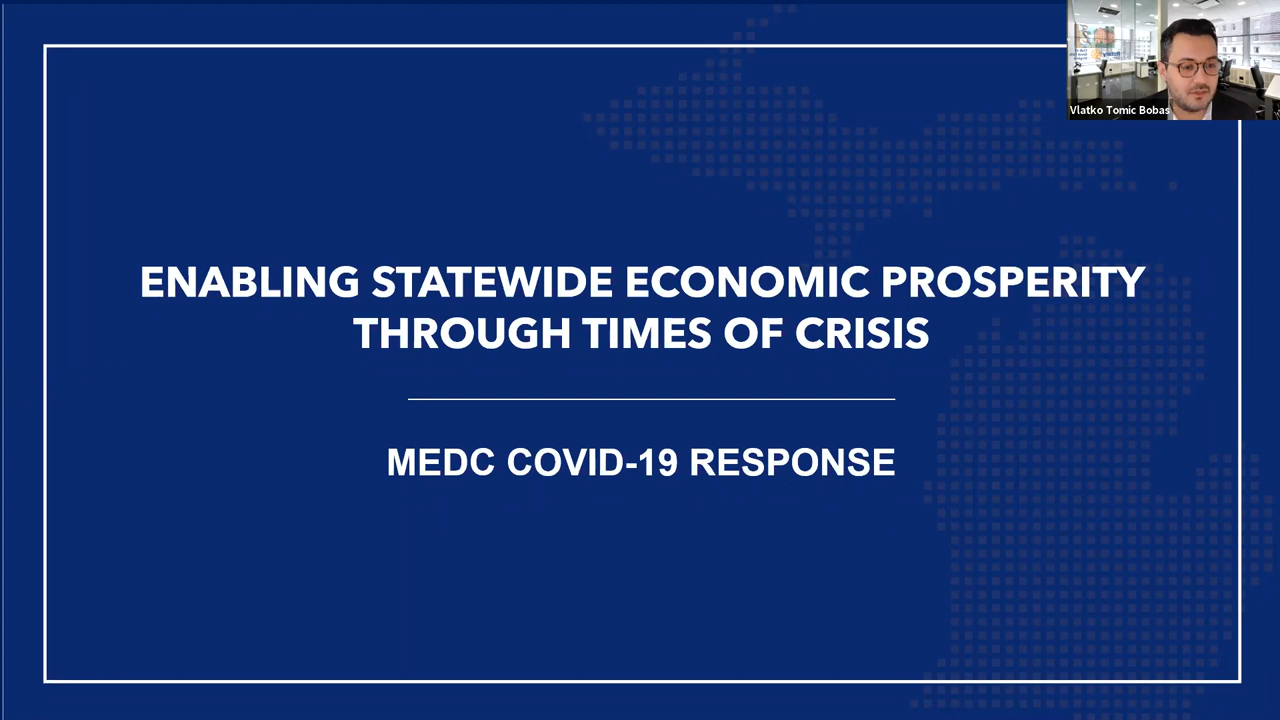 ENABLING STATEWIDE ECONOMIC PROSPERITY
THROUGH TIMES OF CRISIS
MEDC COVID-19 RESPONSE
Vlatko Tomic Bobas